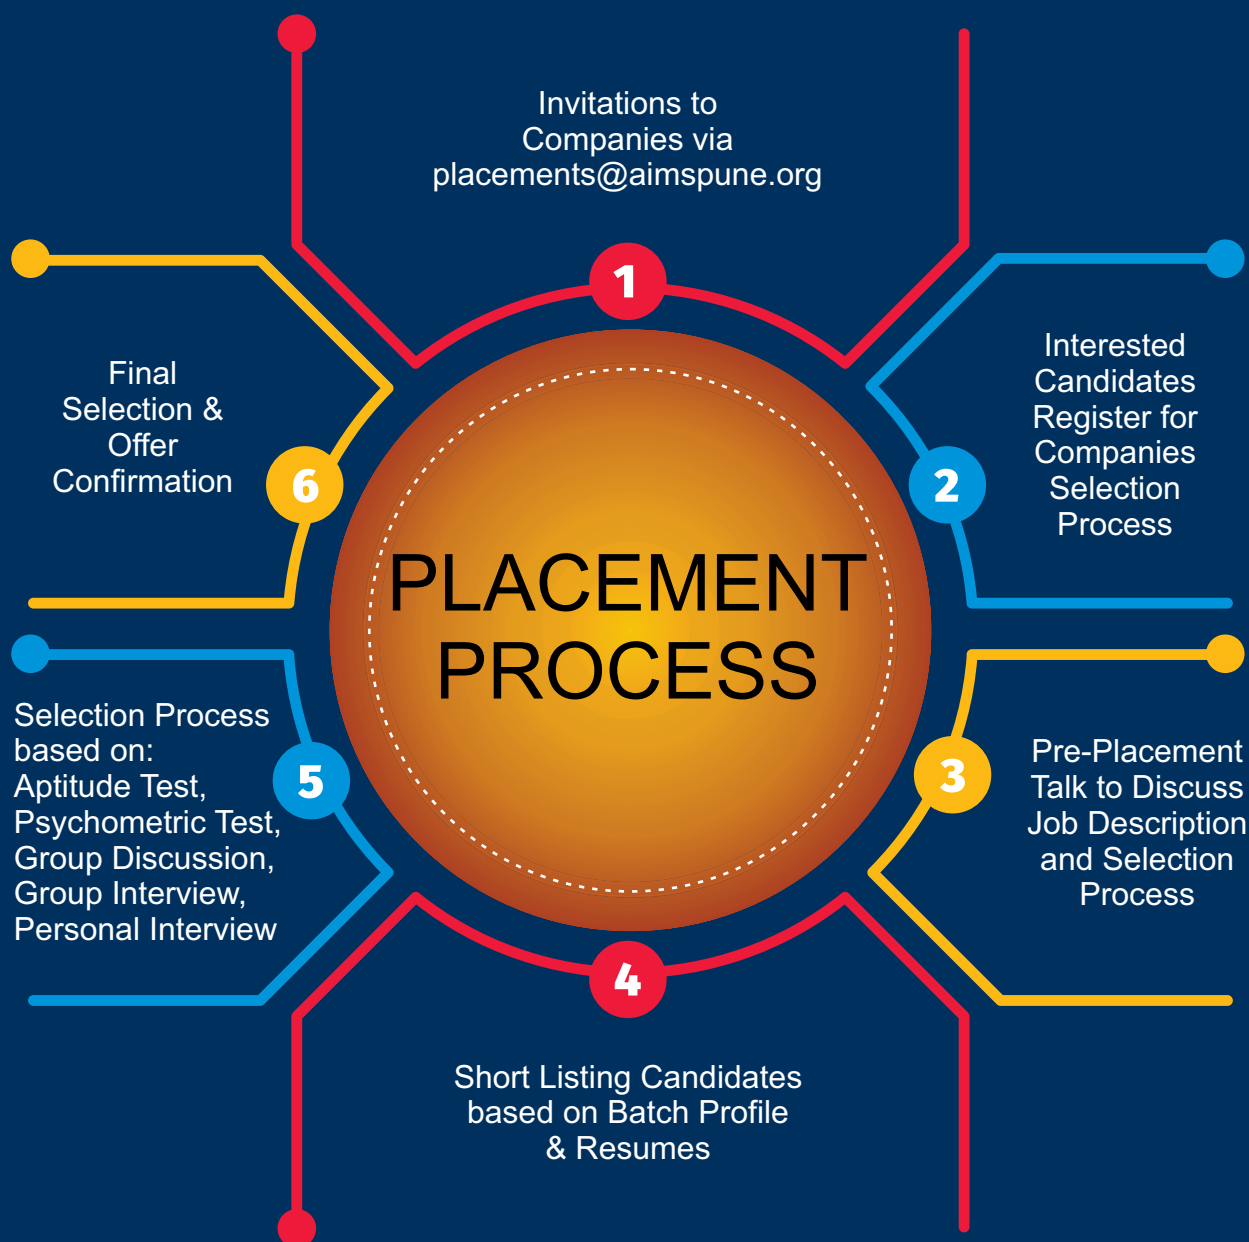 PLACEMENT
PROCESS
1
Invitations to
Companies via
placements@aimspune.org
2
Interested
Candidates
Register for
Companies
Selection
Process
3
Pre-Placement
Talk to Discuss
Job Description
and Selection
Process
4
Short Listing Candidates
based on Batch Profile
& Resumes
5
Selection Process
based on:
Aptitude Test,
Psychometric Test,
Group Discussion,
Group Interview,
Personal Interview
6
Final
Selection &
Offer
Confirmation